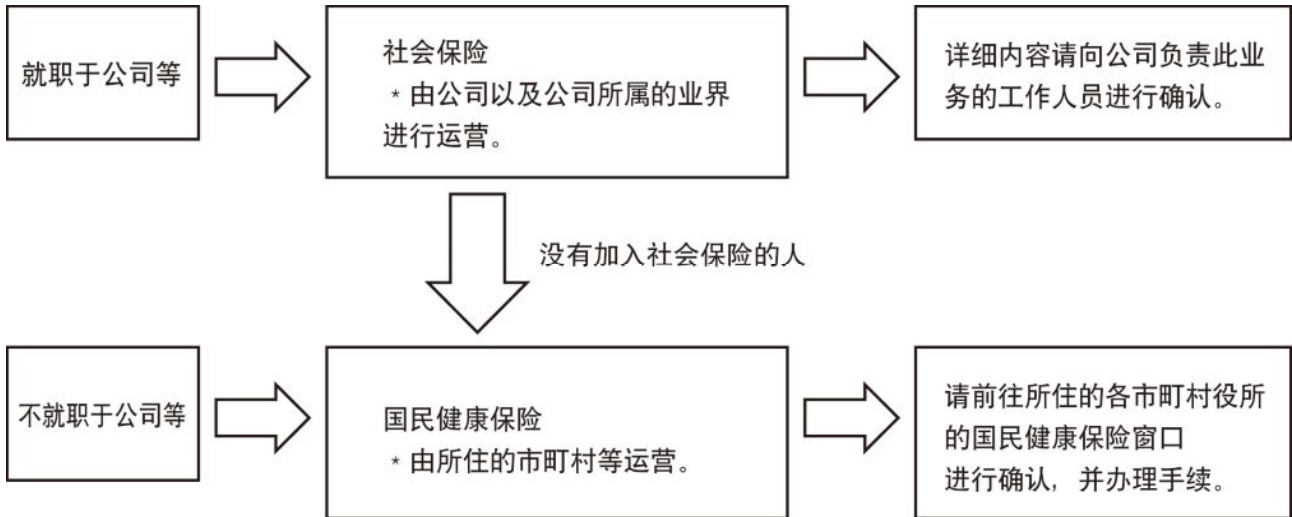 就职于公司等
社会保险
* 由公司以及公司所属的业界
进行运营。
详细内容请向公司负责此业
务的工作人员进行确认。
没有加入社会保险的人
不就职于公司等
国民健康保险
* 由所住的市町村等运营。
请前往所住的各市町村役所
的国民健康保险窗口
进行确认，并办理手续。